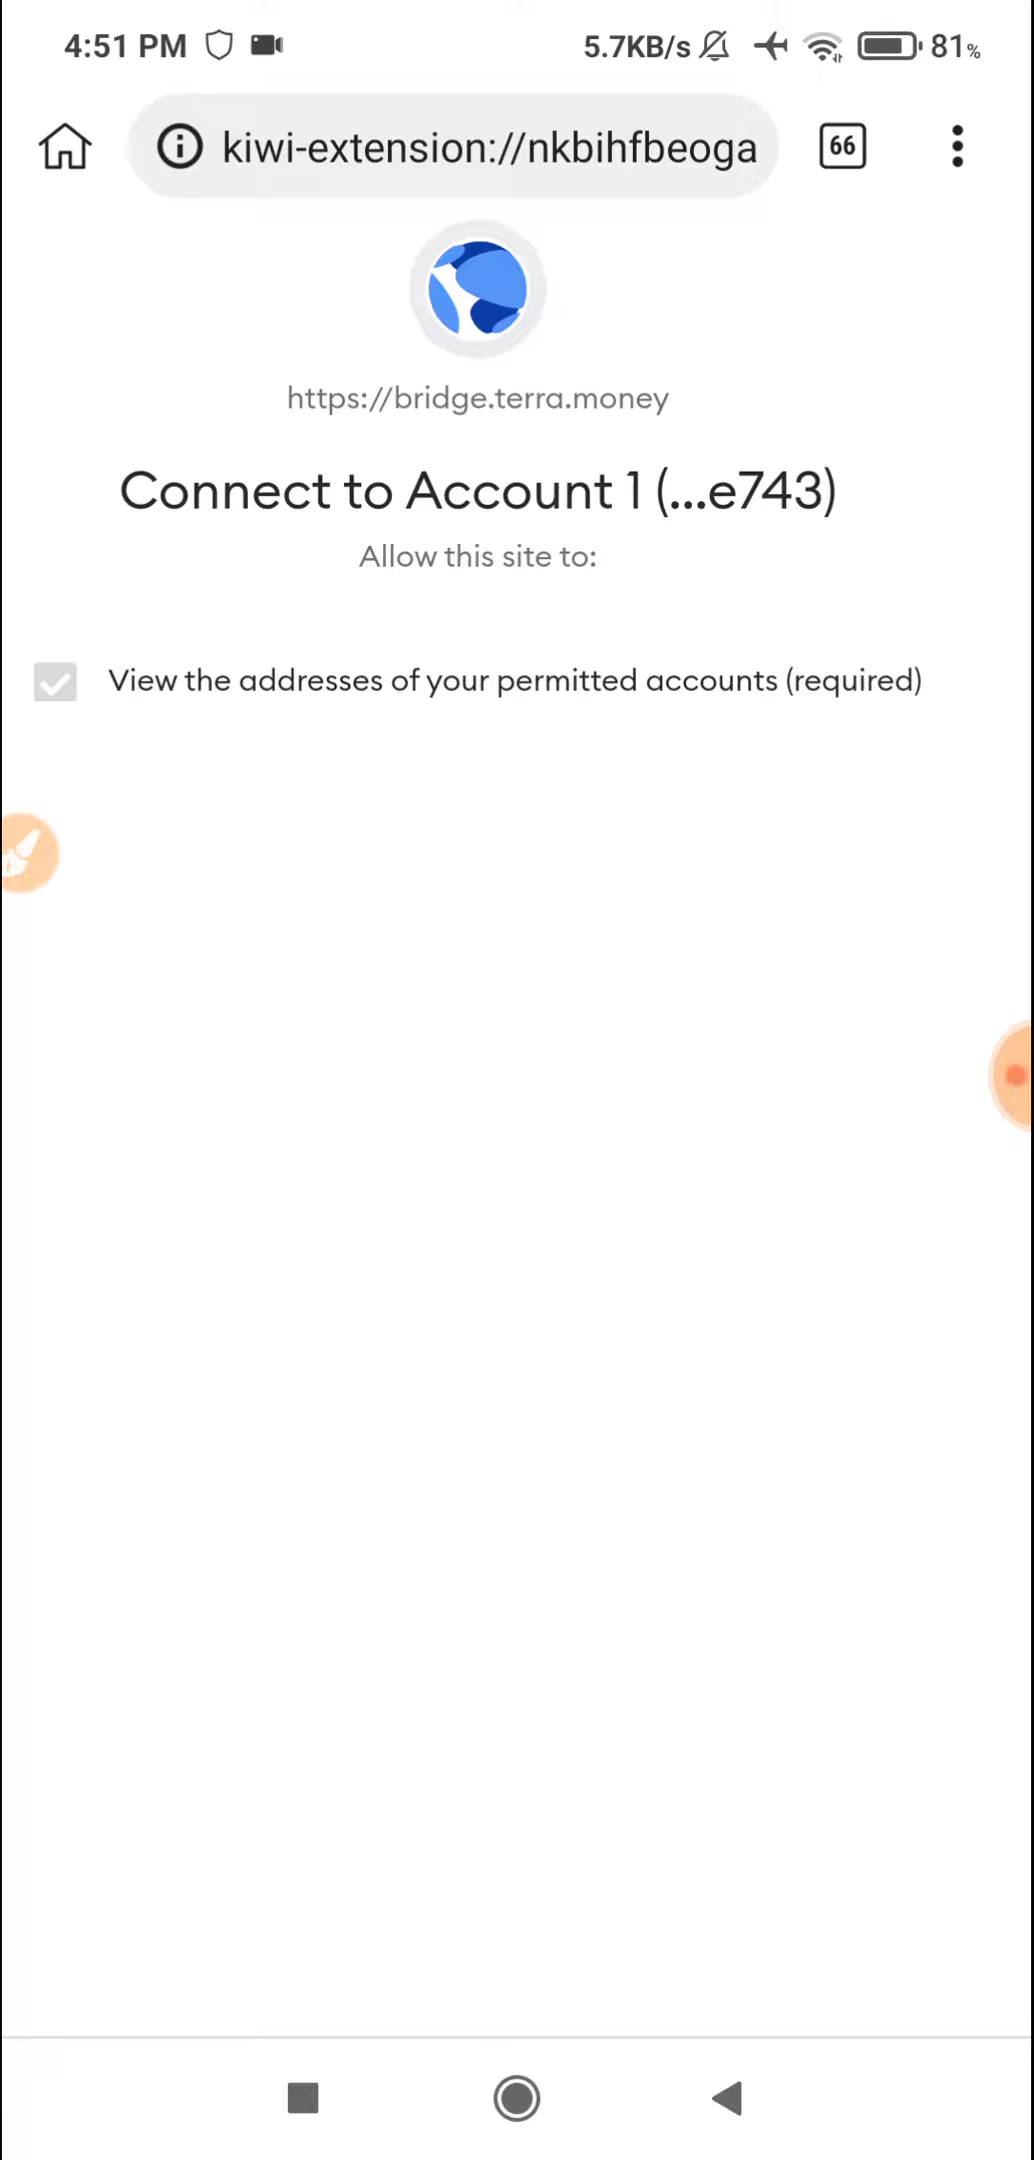 4:51 PM 5.7KB/s 81%
kiwi-extension://nkbihfbeoga 66
https://bridge.terra.money
Connect to Account 1 (...e743)
Allow this site to:
View the addresses of your permitted accounts (required)